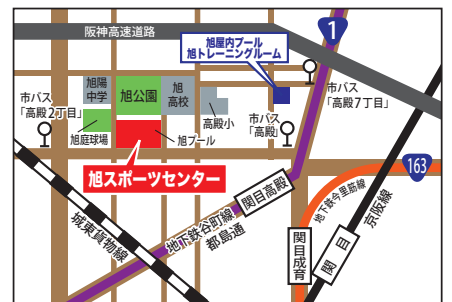 阪神高速道路
1
旭屋内プール
旭トレーニングルーム
市バス
「高殿2丁目」
旭陽
中学
旭公園
旭
高校
高殿小
市バス
「高殿7丁目」
旭庭球場
旭プール
市バス
「高殿」
旭スポーツセンター
163
関目高殿
地下鉄谷町線
都島通
城東貨物線
地下鉄今里筋線
京阪線
関目成育
関目